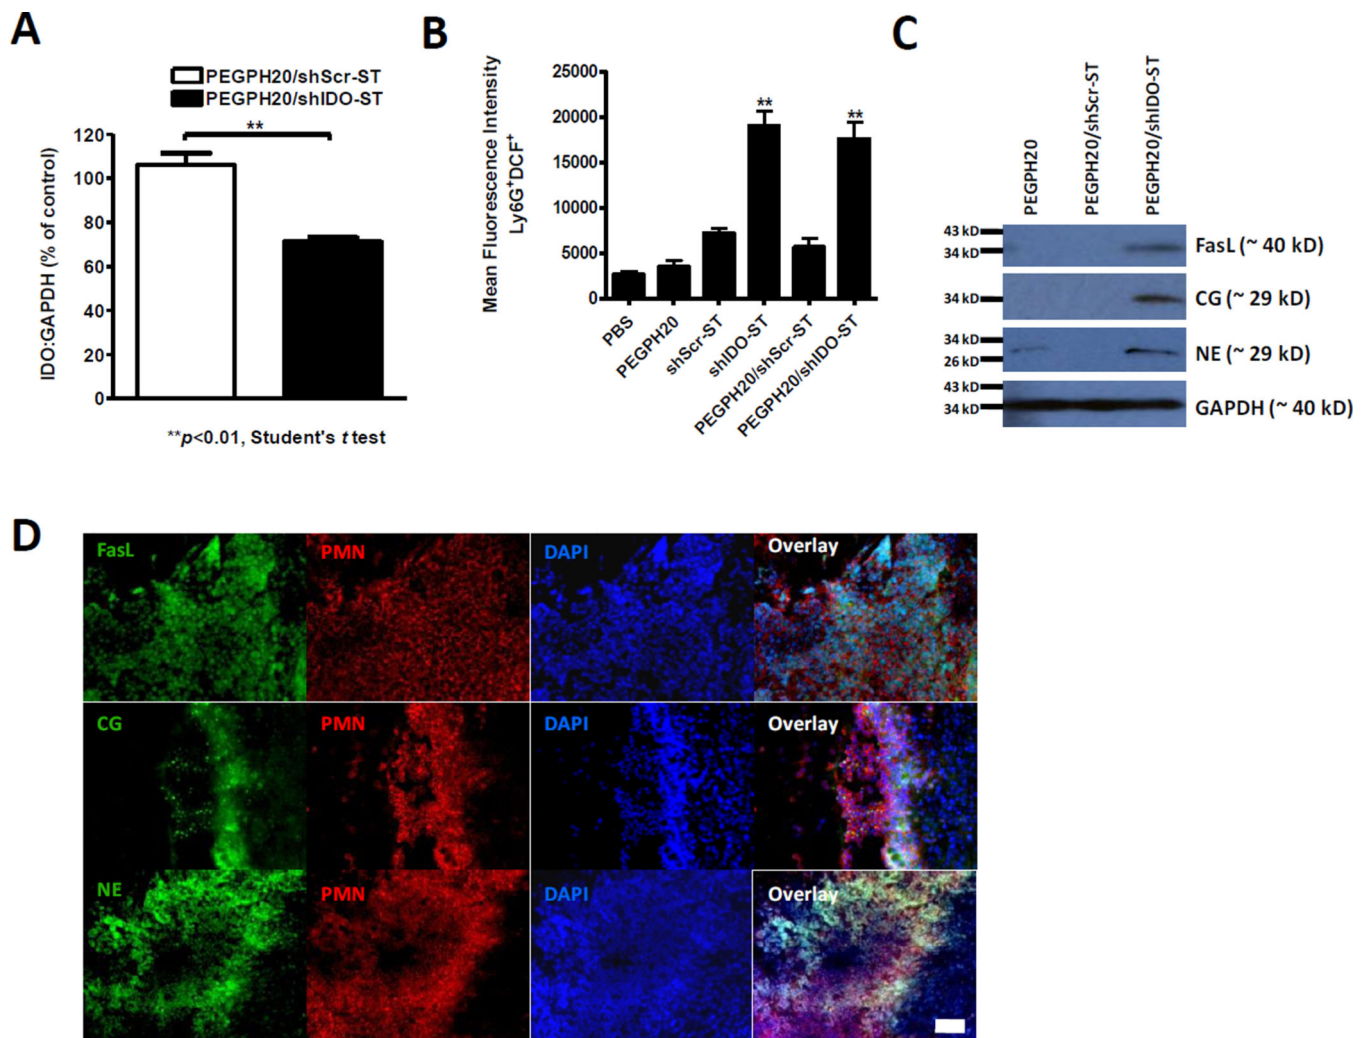 A
PEGPH20/shScr-ST
PEGPH20/shIDO-ST
**
120
100
80
60
40
20
0
IDO:GAPDH (% of control)
**p<0.01, Student's t test
B
25000
20000
15000
10000
5000
0
Mean Fluorescence Intensity
Ly6G+DCF+
**
**
PBS
PEGPH20
shScr-ST
shIDO-ST
PEGPH20/shScr-ST
PEGPH20/shIDO-ST
C
PEGPH20
PEGPH20/shScr-ST
PEGPH20/shIDO-ST
43 kD
34 kD
FasL (~ 40 kD)
34 kD
CG (~ 29 kD)
34 kD
26 kD
NE (~ 29 kD)
43 kD
34 kD
GAPDH (~ 40 kD)
D
FasL PMN DAPI Overlay
CG PMN DAPI Overlay
NE PMN DAPI Overlay